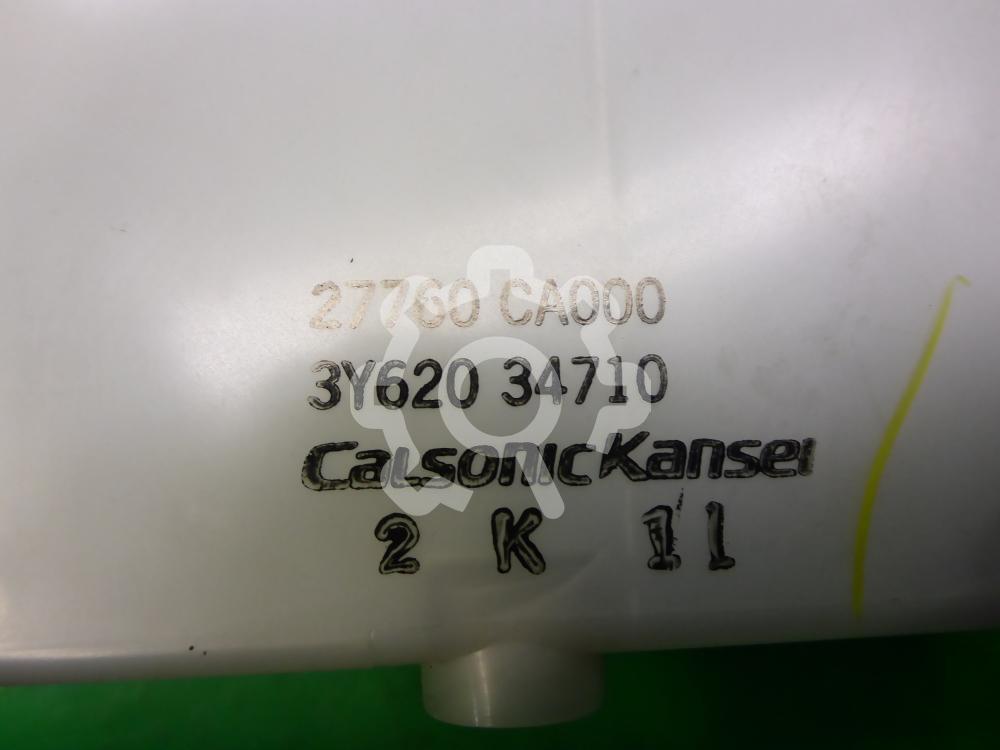 27760 CA000
3Y620 34710
CalsonicKansei
2 K 11